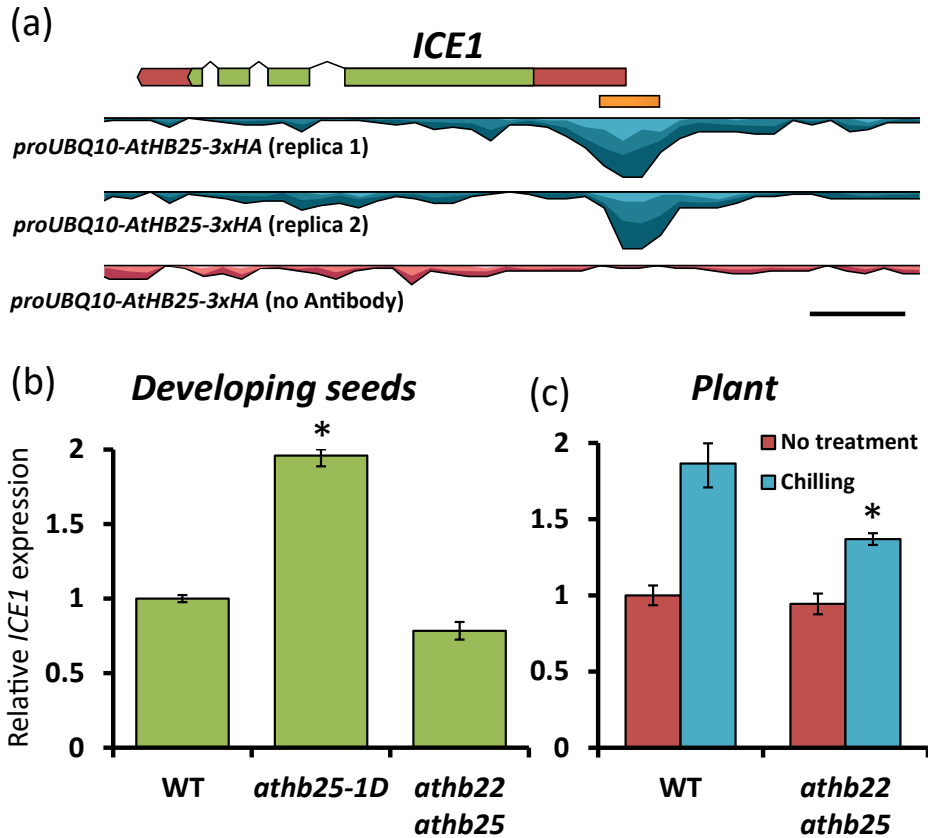 (a)
ICE1
proUBQ10-AtHB25-3xHA (replica 1)
proUBQ10-AtHB25-3xHA (replica 2)
proUBQ10-AtHB25-3xHA (no Antibody)
(b)
Developing seeds
Relative ICE1 expression
2
1
0.5
0
*
WT
athb25-1D
athb22
athb25
(c)
Plant
No treatment
Chilling
2
1.5
1
0.5
0
*
WT
athb22
athb25